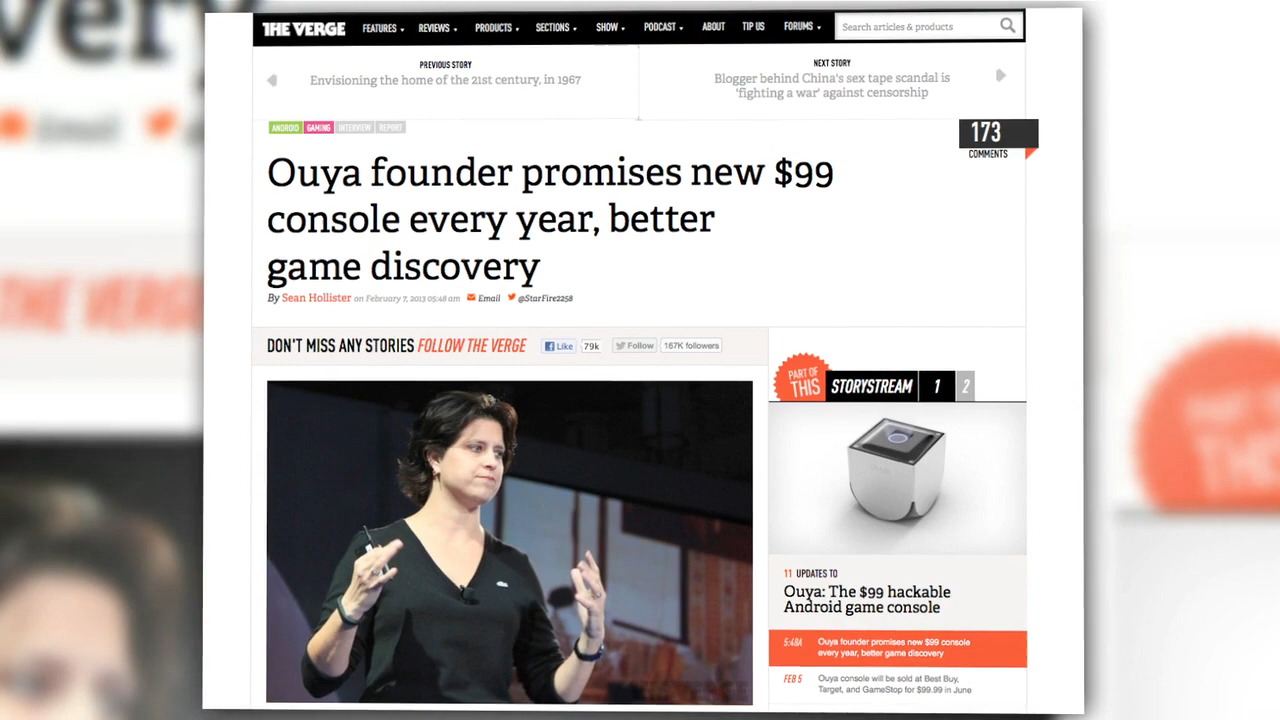 THE VERGE FEATURES REVIEWS PRODUCTS SECTIONS SHOW PODCAST ABOUT TIP US FORUMS Search articles & products
PREVIOUS STORY
Envisioning the home of the 21st century, in 1967
NEXT STORY
Blogger behind China's sex tape scandal is
'fighting a war' against censorship
ANDROID GAMING INTERVIEW REPORT
173
COMMENTS
Ouya founder promises new $99
console every year, better
game discovery
By Sean Hollister on February 7, 2013 05:48 am Email @StarFire2258
DON'T MISS ANY STORIES FOLLOW THE VERGE Like 79k Follow 167K followers
PART OF
THIS
STORYSTREAM 1 2
11 UPDATES TO
Ouya: The $99 hackable
Android game console
5:48A Ouya founder promises new $99 console
every year, better game discovery
FEB 5 Ouya console will be sold at Best Buy,
Target, and GameStop for $99.99 in June
very
Email
THE VERGE